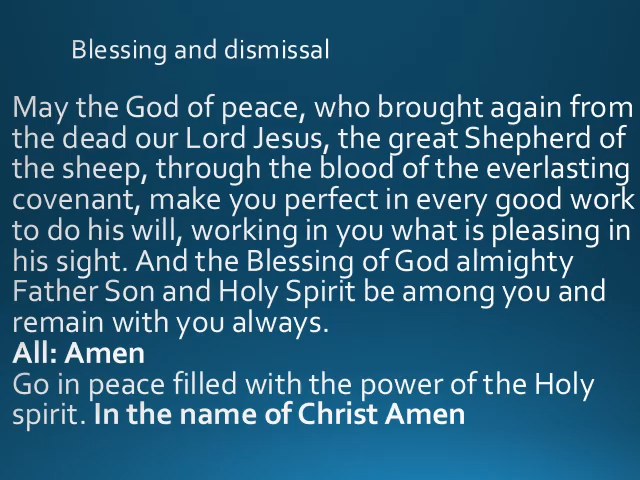 Blessing and dismissal
May the God of peace, who brought again from
the dead our Lord Jesus, the great Shepherd of
the sheep, through the blood of the everlasting
covenant, make you perfect in every good work
to do his will, working in you what is pleasing in
his sight. And the Blessing of God almighty
Father Son and Holy Spirit be among you and
remain with you always.
All: Amen
Go in peace filled with the power of the Holy
spirit. In the name of Christ Amen